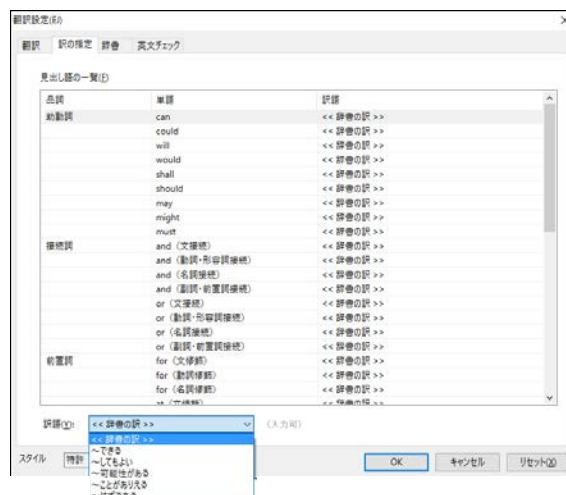 翻訳設定(EJ)
翻訳 訳の指定 辞書 英文チェック
見出し語の一覧(F)
品詞 単語 訳語
助動詞 can << 辞書の訳 >>
could << 辞書の訳 >>
will << 辞書の訳 >>
would << 辞書の訳 >>
shall << 辞書の訳 >>
should << 辞書の訳 >>
may << 辞書の訳 >>
might << 辞書の訳 >>
must << 辞書の訳 >>
接続詞 and (文接続) << 辞書の訳 >>
and (動詞・形容詞接続) << 辞書の訳 >>
and (名詞接続) << 辞書の訳 >>
and (副詞・前置詞接続) << 辞書の訳 >>
or (文接続) << 辞書の訳 >>
or (動詞・形容詞接続) << 辞書の訳 >>
or (名詞接続) << 辞書の訳 >>
or (副詞・前置詞接続) << 辞書の訳 >>
前置詞 for (文修飾) << 辞書の訳 >>
for (動詞修飾) << 辞書の訳 >>
for (名詞修飾) << 辞書の訳 >>
訳語(Y): << 辞書の訳 >> (入力可)
<< 辞書の訳 >>
～できる
～してもよい
～可能性がある
～ことがありえる
スタイル 特許 OK キャンセル リセット(X)